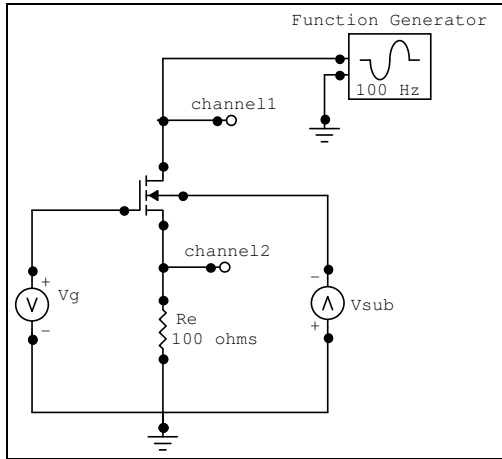 Function Generator
100 Hz
channel1
channel2
+
Vg
−
Re
100 ohms
−
Vsub
+